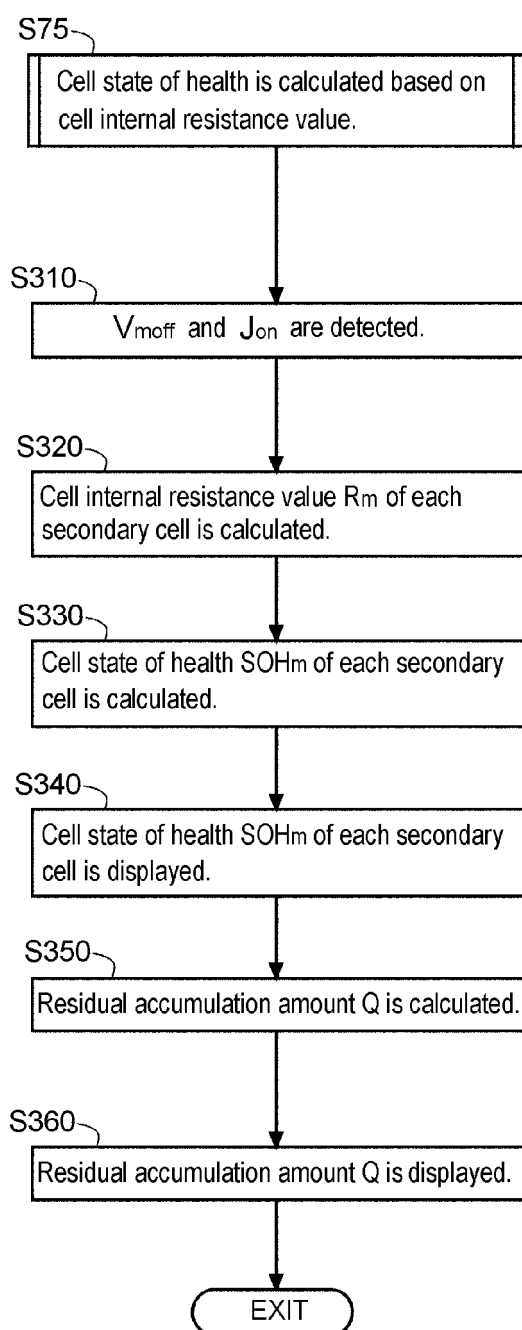 S75
Cell state of health is calculated based on
cell internal resistance value.
S310
Vmoff and Jon are detected.
S320
Cell internal resistance value Rm of each
secondary cell is calculated.
S330
Cell state of health SOHm of each secondary
cell is calculated.
S340
Cell state of health SOHm of each secondary
cell is displayed.
S350
Residual accumulation amount Q is calculated.
S360
Residual accumulation amount Q is displayed.
EXIT